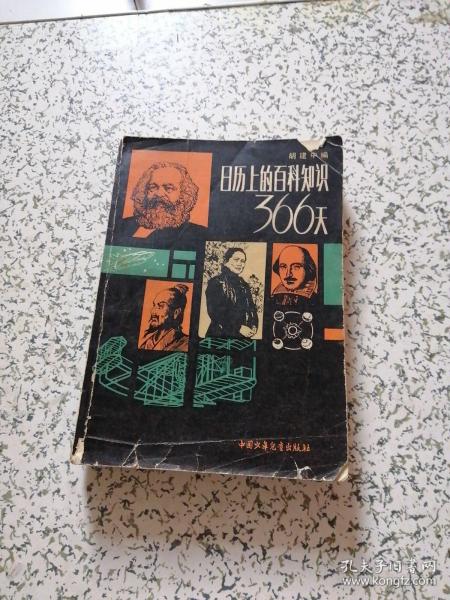 胡建中编
日历上的百科知识
366天
中国少年儿童出版社
孔夫子旧书网
www.kongfz.com